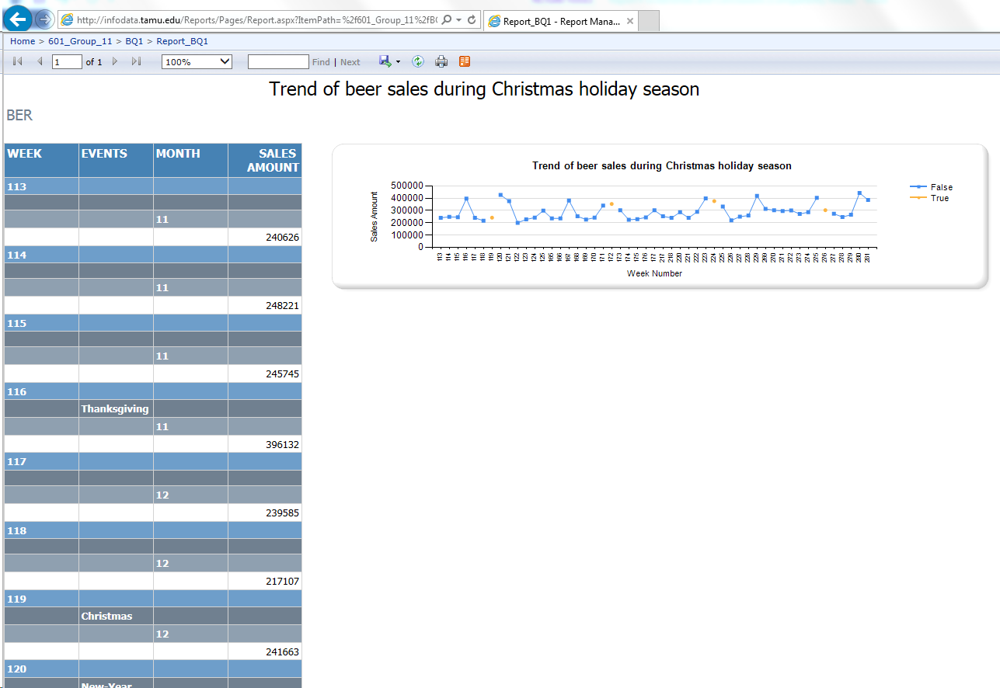 http://infodata.tamu.edu/Reports/Pages/Report.aspx?ItemPath=%2f601_Group_11%2fB
Report_BQ1 - Report Mana...
Home > 601_Group_11 > BQ1 > Report_BQ1
1 of 1 100% Find | Next
Trend of beer sales during Christmas holiday season
BER
WEEK EVENTS MONTH SALES AMOUNT
113
11
240626
114
11
248221
115
11
245745
116
Thanksgiving
11
396132
117
12
239585
118
12
217107
119
Christmas
12
241663
120
New-Year
Trend of beer sales during Christmas holiday season
False
True
Sales Amount
500000
400000
300000
200000
100000
0
113 114 115 116 117 118 119 120 121 122 123 124 125 165 166 167 168 169 170 171 172 173 174 175 176 177 217 218 220 221 222 223 224 225 226 227 228 229 269 270 271 272 273 274 275 276 277 278 279 280 281
Week Number